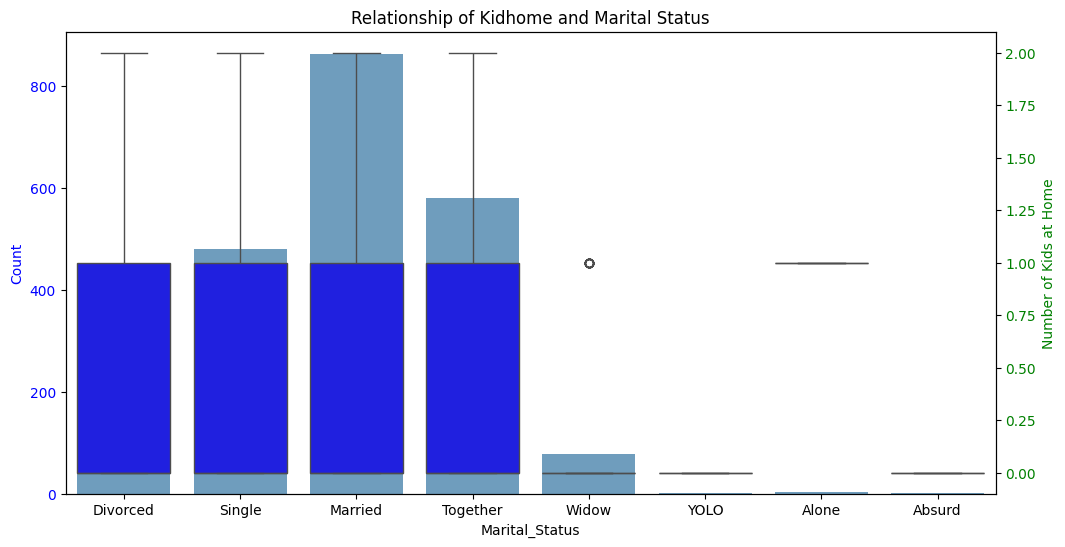 Relationship of Kidhome and Marital Status
800
600
400
200
0
Count
2.00
1.75
1.50
1.25
1.00
0.75
0.50
0.25
0.00
Number of Kids at Home
Divorced Single Married Together Widow YOLO Alone Absurd
Marital_Status